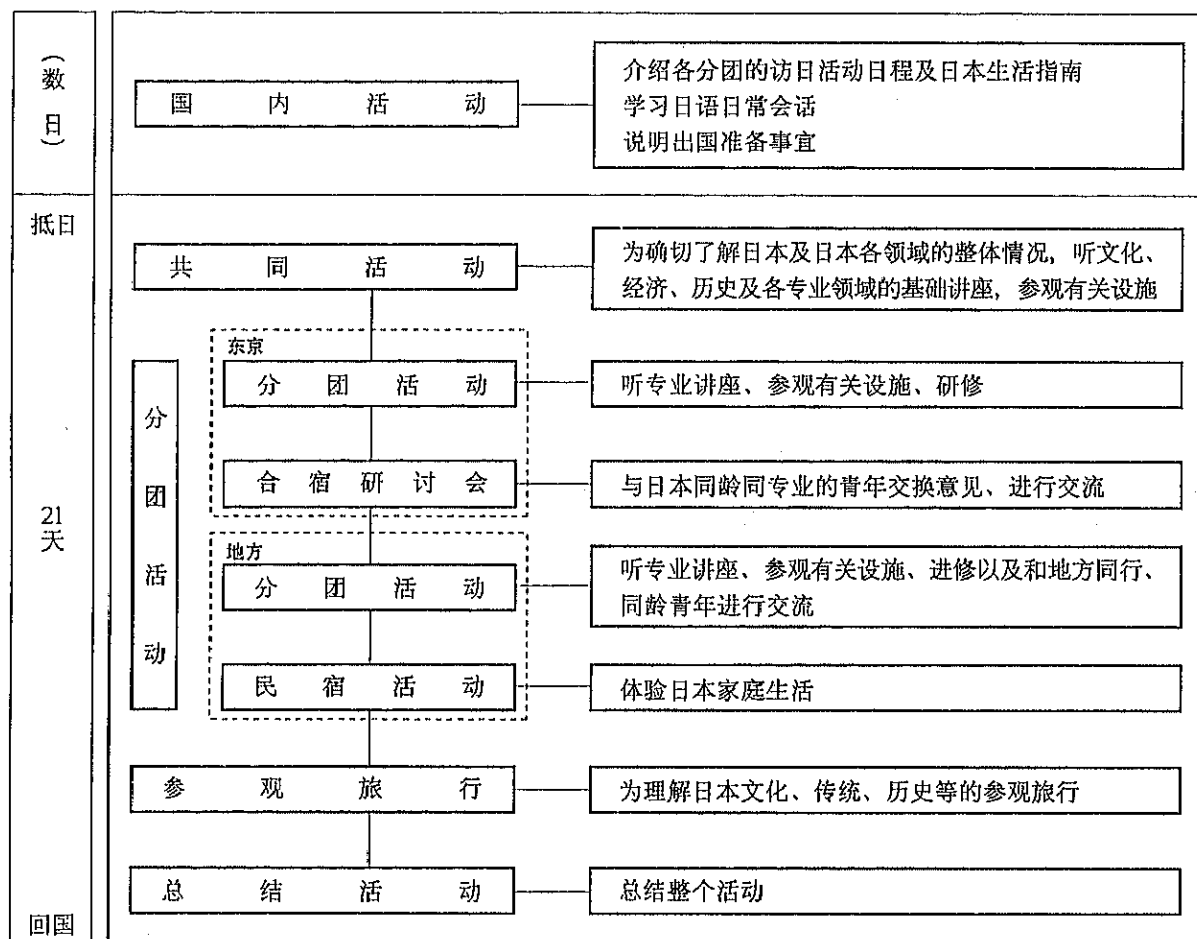 （数日）
国内活动
介绍各分团的访日活动日程及日本生活指南
学习日语日常会话
说明出国准备事宜
抵日
共同活动
为确切了解日本及日本各领域的整体情况，听文化、
经济、历史及各专业领域的基础讲座，参观有关设施
21
天
分团活动
东京
分团活动
听专业讲座、参观有关设施、研修
合宿研讨会
与日本同龄同专业的青年交换意见、进行交流
地方
分团活动
听专业讲座、参观有关设施、进修以及和地方同行、
同龄青年进行交流
民宿活动
体验日本家庭生活
参观旅行
为理解日本文化、传统、历史等的参观旅行
总结活动
总结整个活动
回国